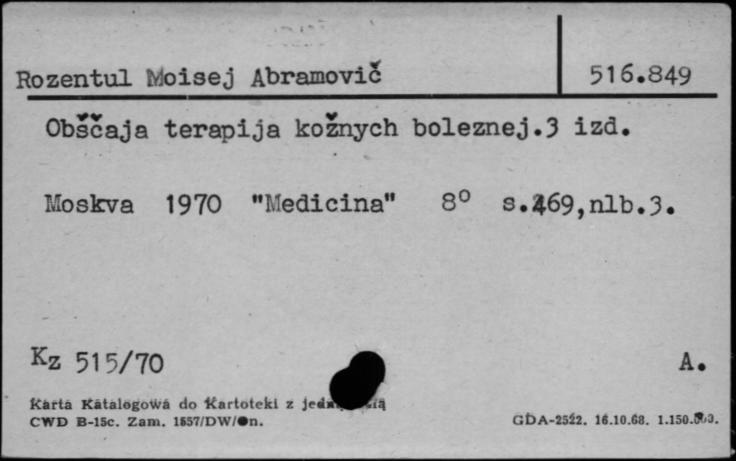 Rozentul Moisej Abramovič 516.849
Obščaja terapija kožnych boleznej.3 izd.
Moskva 1970 "Medicina" 8° s.469,nlb.3.
Kz 515/70 A.
Karta Katalogowa do Kartoteki z
CWD B-15c. Zam. 1557/DW/ GDA-2522. 16.10.68.